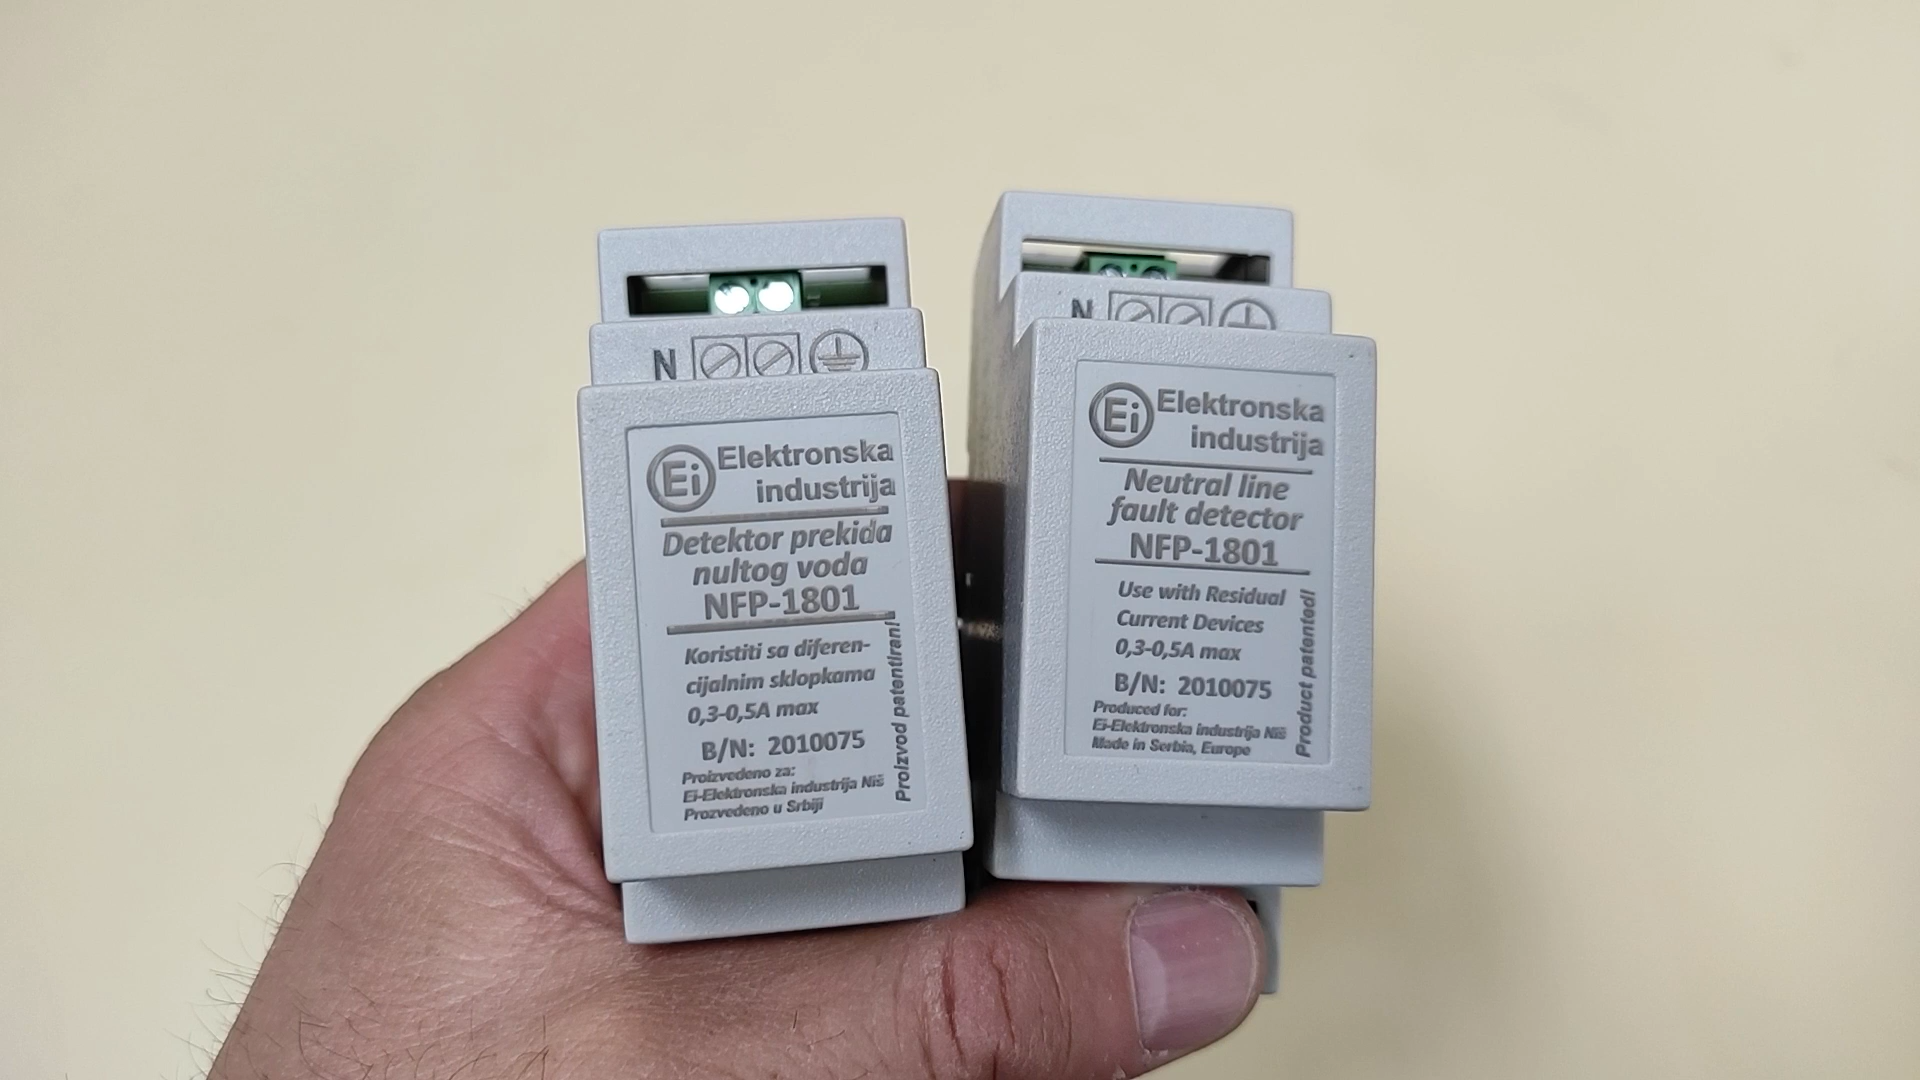 N
Ei Elektronska
industrija
Detektor prekida
nultog voda
NFP-1801
Koristiti sa diferen-
cijalnim sklopkama
0,3-0,5A max
B/N: 2010075
Proizvedeno za:
Ei-Elektronska industrija Niš
Prozvedeno u Srbiji
Proizvod patentiran!
N
Ei Elektronska
industrija
Neutral line
fault detector
NFP-1801
Use with Residual
Current Devices
0,3-0,5A max
B/N: 2010075
Produced for:
Ei-Elektronska industrija Niš
Made in Serbia, Europe
Product patented!